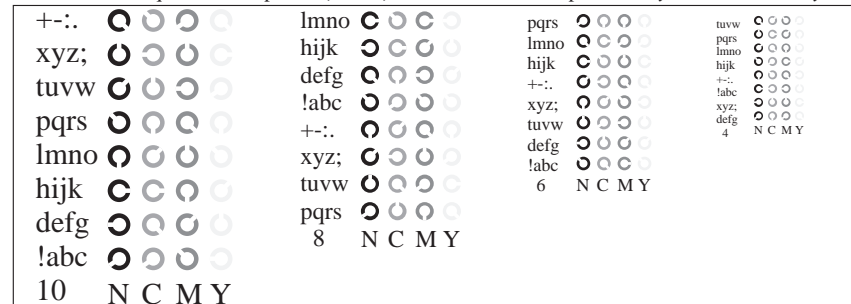 +-:.
xyz;
tuvw
pqrs
lmno
hijk
defg
!abc
10 N C M Y
lmno
hijk
defg
!abc
+-:.
xyz;
tuvw
pqrs
8 N C M Y
pqrs
lmno
hijk
+-:.
xyz;
tuvw
defg
!abc
6 N C M Y
tuvw
pqrs
lmno
hijk
+-:.
!abc
xyz;
defg
4 N C M Y